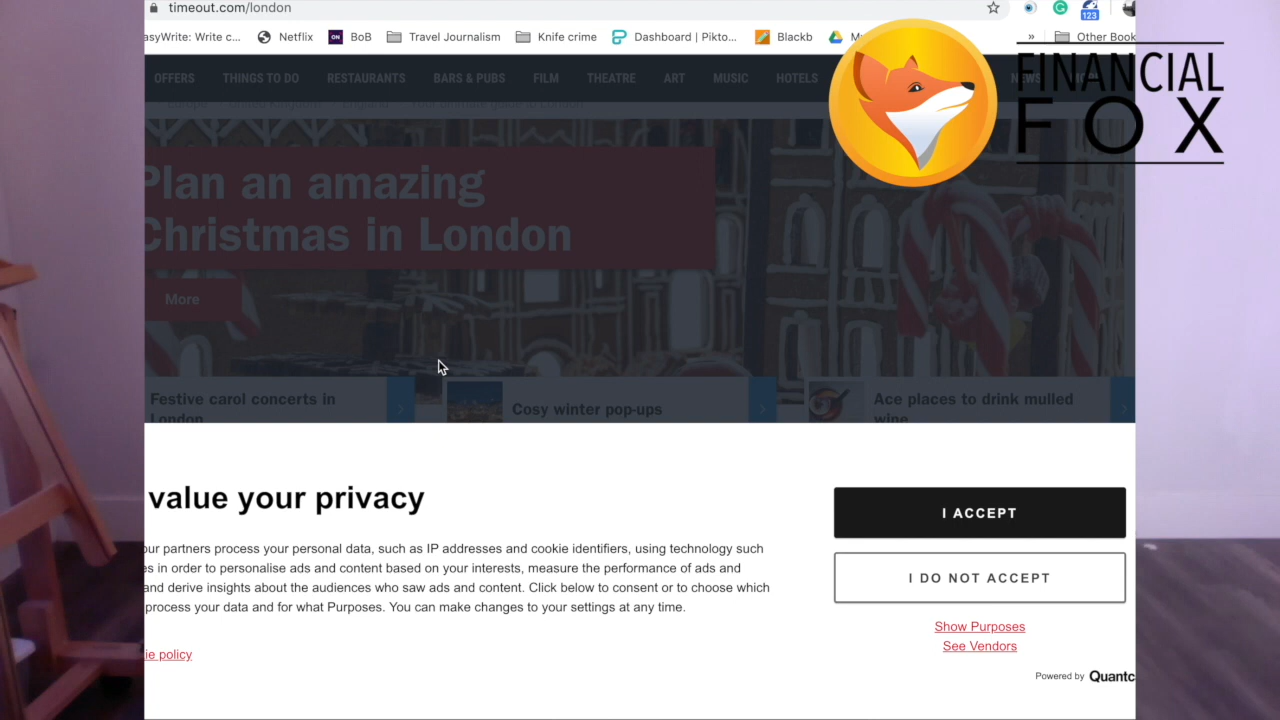 timeout.com/london
123
asyWrite: Write c...
Netflix
ON
BoB
Travel Journalism
Knife crime
Dashboard | Pikto...
Blackb
»
Other Book
OFFERS
THINGS TO DO
RESTAURANTS
BARS & PUBS
FILM
THEATRE
ART
MUSIC
HOTELS
NEWS
FINANCIAL
FOX
Plan an amazing
Christmas in London
More
Festive carol concerts in
London
Cosy winter pop-ups
Ace places to drink mulled
wine
value your privacy
our partners process your personal data, such as IP addresses and cookie identifiers, using technology such
es in order to personalise ads and content based on your interests, measure the performance of ads and
and derive insights about the audiences who saw ads and content. Click below to consent or to choose which
process your data and for what Purposes. You can make changes to your settings at any time.
ie policy
I ACCEPT
I DO NOT ACCEPT
Show Purposes
See Vendors
Powered by Quantc